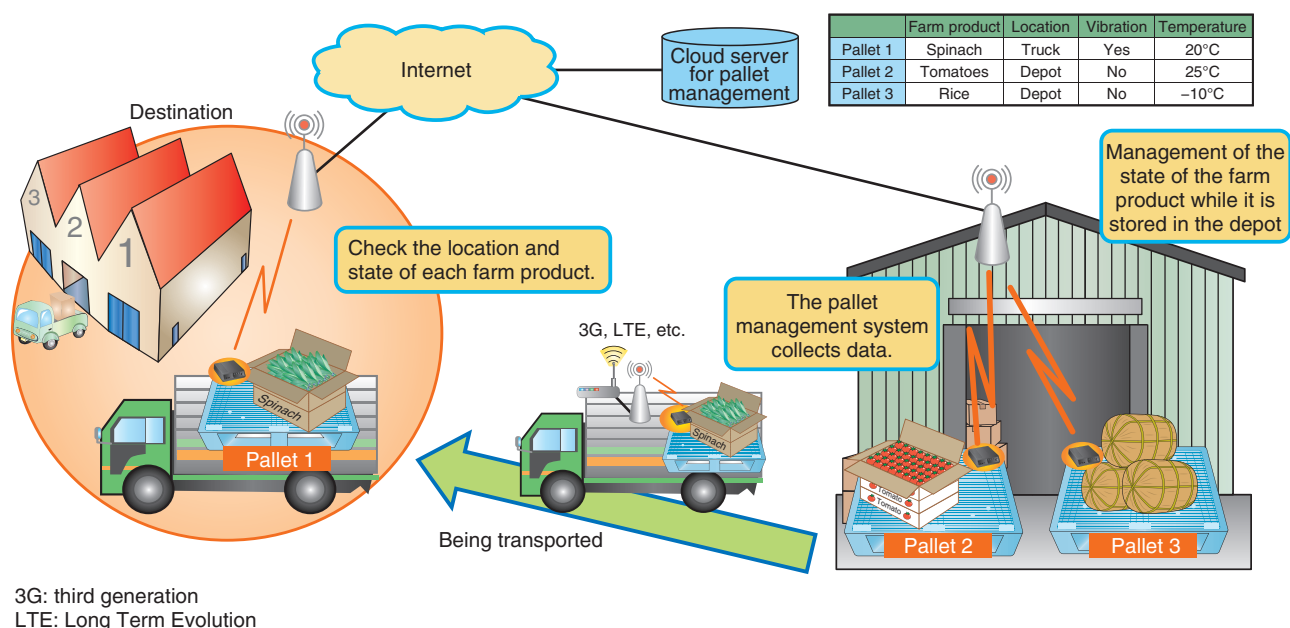 Farm product Location Vibration Temperature
Pallet 1 Spinach Truck Yes 20°C
Pallet 2 Tomatoes Depot No 25°C
Pallet 3 Rice Depot No −10°C
Internet
Cloud server
for pallet
management
Destination
3
2
1
Management of the
state of the farm
product while it is
stored in the depot
Check the location and
state of each farm product.
The pallet
management system
collects data.
3G, LTE, etc.
Spinach
Pallet 1
Spinach
Being transported
Tomato
Tomato
Pallet 2
Pallet 3
3G: third generation
LTE: Long Term Evolution